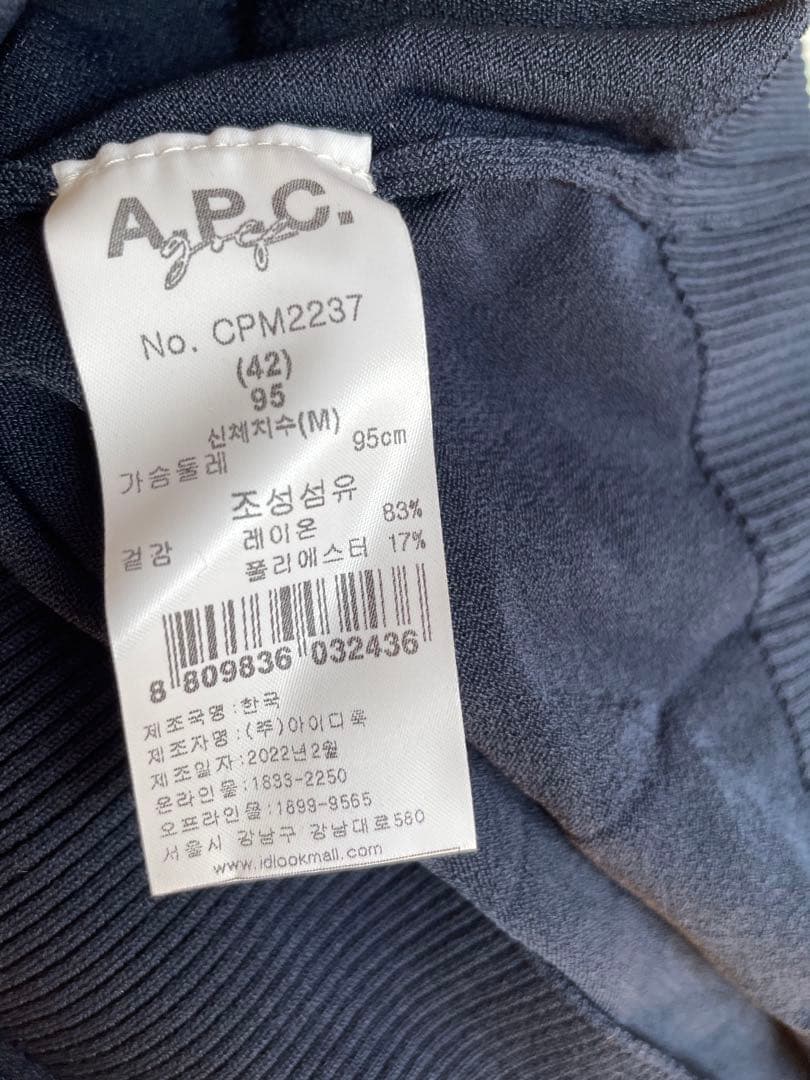 A.P.C.
Golf
No. CPM2237
(42)
95
신체치수(M)
가슴둘레 95cm
조성섬유
겉감 레이온 83%
폴리에스터 17%
8 809836 032436
제조국명:한국
제조자명:(주)아이디룩
제조일자:2022년2월
온라인몰:1833-2250
오프라인몰:1899-9565
서울시 강남구 강남대로580
www.idlookmall.com